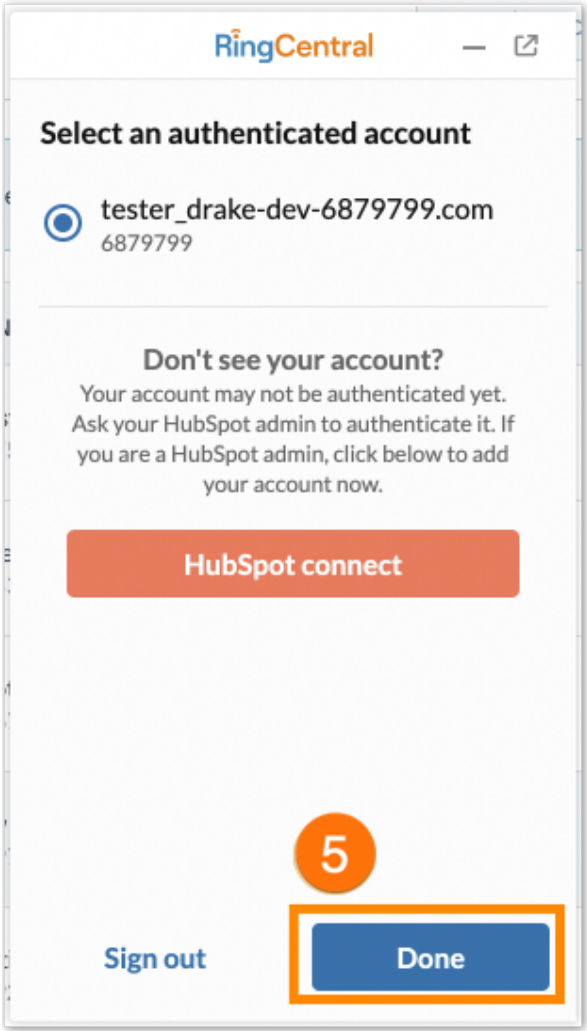 RingCentral
Select an authenticated account
tester_drake-dev-6879799.com
6879799
Don't see your account?
Your account may not be authenticated yet.
Ask your HubSpot admin to authenticate it. If
you are a HubSpot admin, click below to add
your account now.
HubSpot connect
5
Sign out
Done